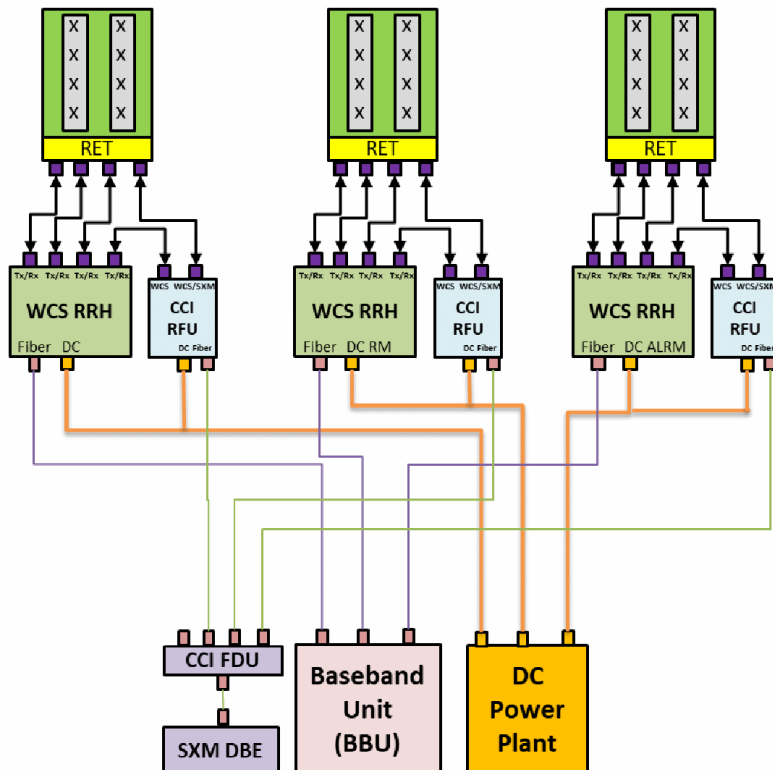 X X X X X X
X X X X X X
X X X X X X
X X X X X X
RET RET RET
Tx/Rx Tx/Rx Tx/Rx Tx/Rx WCS WCS/SXM Tx/Rx Tx/Rx Tx/Rx Tx/Rx WCS WCS/SXM Tx/Rx Tx/Rx Tx/Rx Tx/Rx WCS WCS/SXM
WCS RRH CCI WCS RRH CCI WCS RRH CCI
RFU RFU RFU
Fiber DC DC Fiber Fiber DC RM DC Fiber Fiber DC ALRM DC Fiber
CCI FDU
SXM DBE
Baseband
Unit
(BBU)
DC
Power
Plant